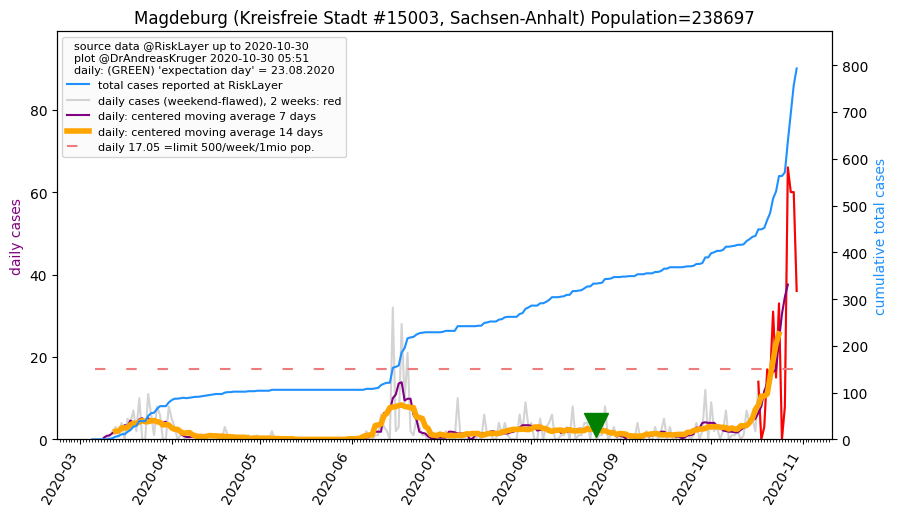 Magdeburg (Kreisfreie Stadt #15003, Sachsen-Anhalt) Population=238697
source data @RiskLayer up to 2020-10-30
plot @DrAndreasKruger 2020-10-30 05:51
daily: (GREEN) 'expectation day' = 23.08.2020
total cases reported at RiskLayer
daily cases (weekend-flawed), 2 weeks: red
daily: centered moving average 7 days
daily: centered moving average 14 days
daily 17.05 =limit 500/week/1mio pop.
daily cases
80
60
40
20
0
800
700
600
500
400
300
200
100
0
cumulative total cases
2020-03
2020-04
2020-05
2020-06
2020-07
2020-08
2020-09
2020-10
2020-11